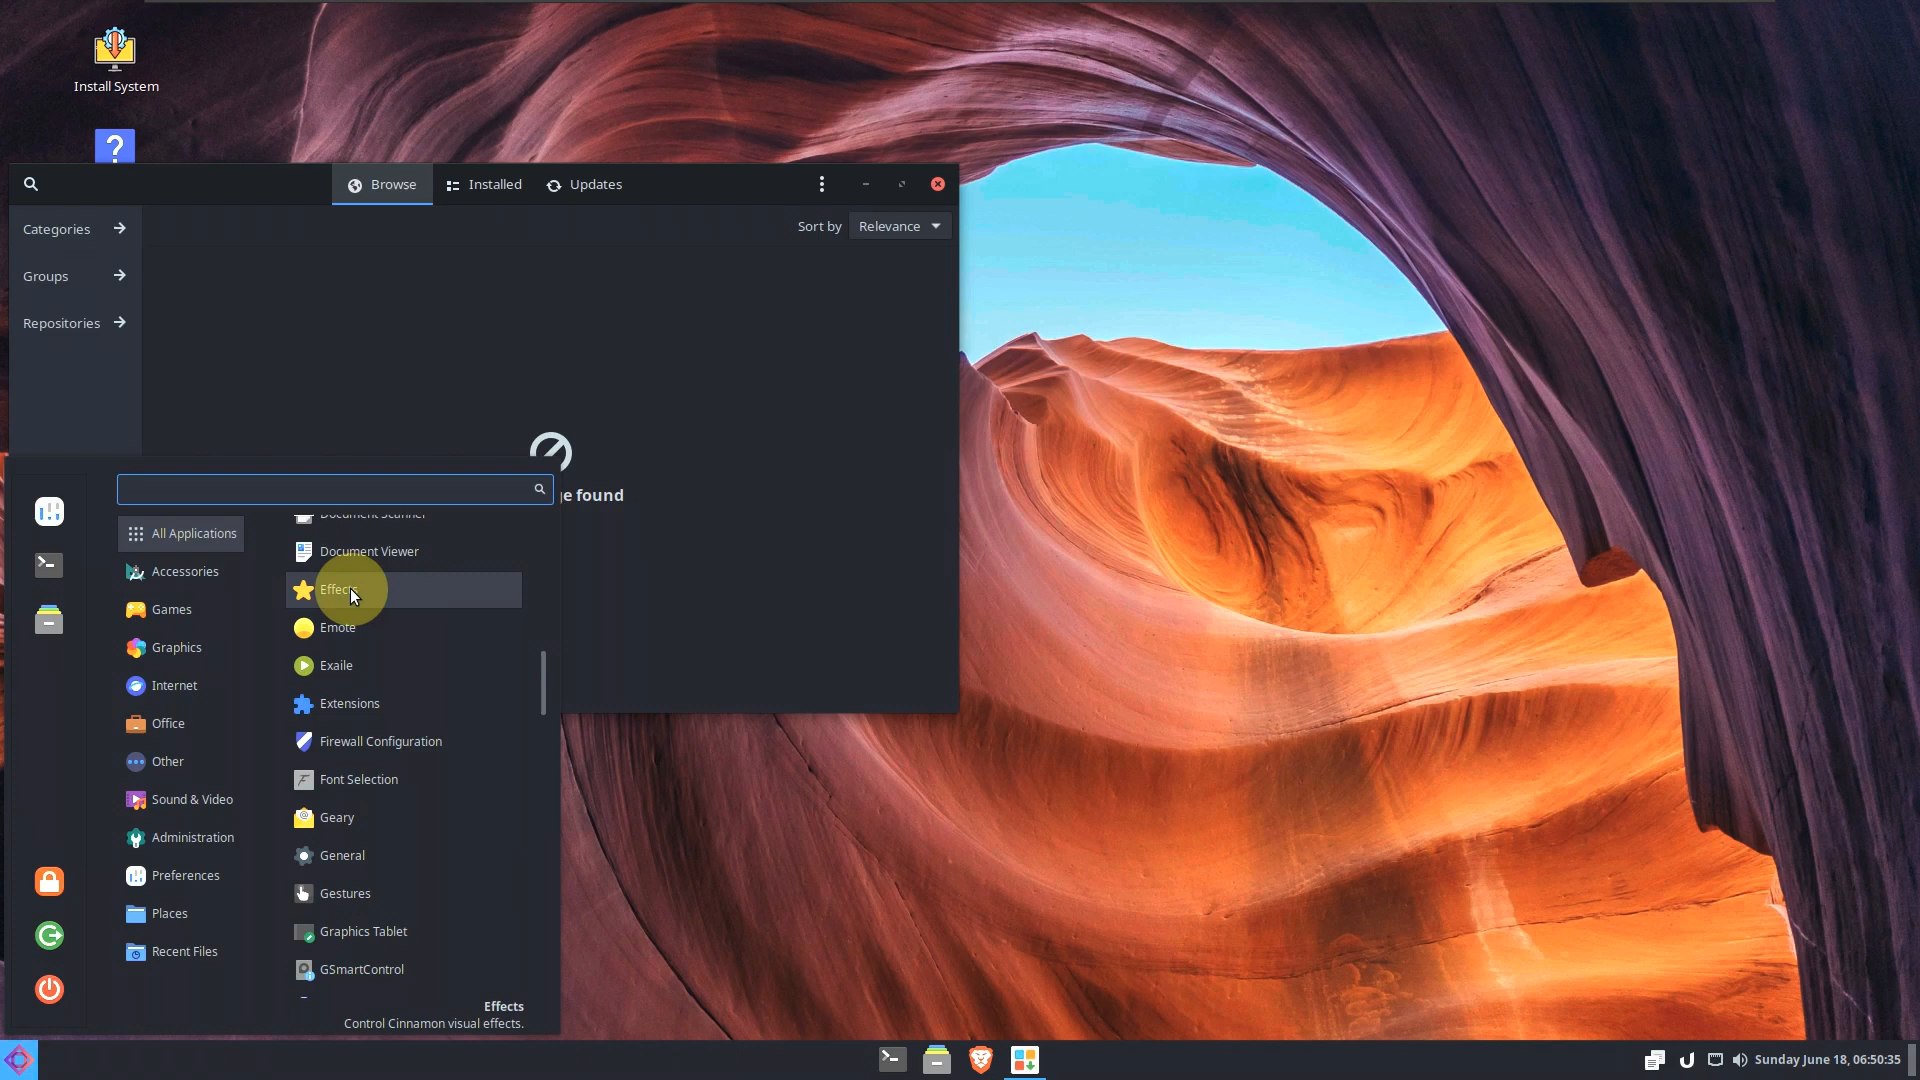 Install System
?
Browse
Installed
Updates
Categories
Groups
Repositories
Sort by
Relevance
e found
All Applications
Accessories
Games
Graphics
Internet
Office
Other
Sound & Video
Administration
Preferences
Places
Recent Files
Document Scanner
Document Viewer
Effects
Emote
Exaile
Extensions
Firewall Configuration
Font Selection
Geary
General
Gestures
Graphics Tablet
GSmartControl
Effects
Control Cinnamon visual effects.
Sunday June 18, 06:50:35